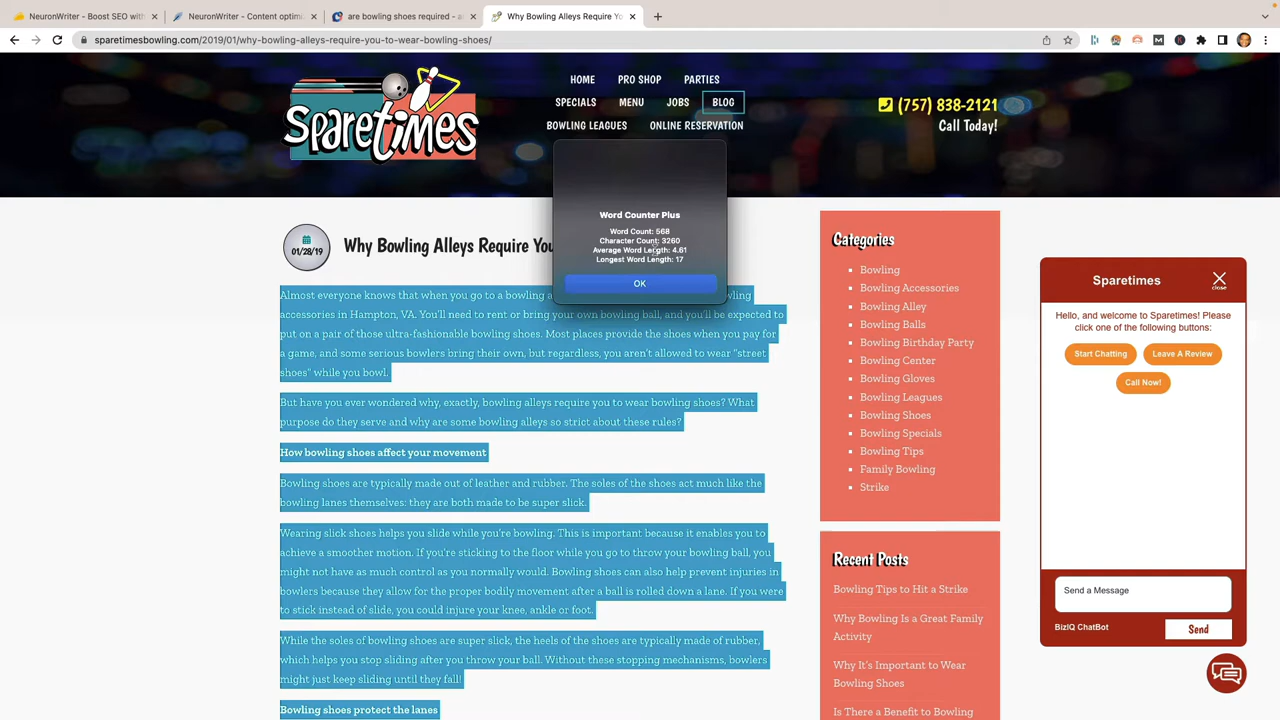 NeuronWriter - Boost SEO with
NeuronWriter - Content optim
are bowling shoes required - a
Why Bowling Alleys Require Yo
sparetimesbowling.com/2019/01/why-bowling-alleys-require-you-to-wear-bowling-shoes/
Sparetimes
HOME PRO SHOP PARTIES
SPECIALS MENU JOBS BLOG
BOWLING LEAGUES ONLINE RESERVATION
(757) 838-2121
Call Today!
Word Counter Plus
Word Count: 568
Character Count: 3260
Average Word Length: 4.61
Longest Word Length: 17
OK
01/28/19
Why Bowling Alleys Require You
Almost everyone knows that when you go to a bowling a wling
accessories in Hampton, VA. You'll need to rent or bring your own bowling ball, and you'll be expected to
put on a pair of those ultra-fashionable bowling shoes. Most places provide the shoes when you pay for
a game, and some serious bowlers bring their own, but regardless, you aren't allowed to wear "street
shoes" while you bowl.
But have you ever wondered why, exactly, bowling alleys require you to wear bowling shoes? What
purpose do they serve and why are some bowling alleys so strict about these rules?
How bowling shoes affect your movement
Bowling shoes are typically made out of leather and rubber. The soles of the shoes act much like the
bowling lanes themselves: they are both made to be super slick.
Wearing slick shoes helps you slide while you're bowling. This is important because it enables you to
achieve a smoother motion. If you're sticking to the floor while you go to throw your bowling ball, you
might not have as much control as you normally would. Bowling shoes can also help prevent injuries in
bowlers because they allow for the proper bodily movement after a ball is rolled down a lane. If you were
to stick instead of slide, you could injure your knee, ankle or foot.
While the soles of bowling shoes are super slick, the heels of the shoes are typically made of rubber,
which helps you stop sliding after you throw your ball. Without these stopping mechanisms, bowlers
might just keep sliding until they fall!
Bowling shoes protect the lanes
Categories
Bowling
Bowling Accessories
Bowling Alley
Bowling Balls
Bowling Birthday Party
Bowling Center
Bowling Gloves
Bowling Leagues
Bowling Shoes
Bowling Specials
Bowling Tips
Family Bowling
Strike
Recent Posts
Bowling Tips to Hit a Strike
Why Bowling Is a Great Family
Activity
Why It's Important to Wear
Bowling Shoes
Is There a Benefit to Bowling
Sparetimes
close
Hello, and welcome to Sparetimes! Please
click one of the following buttons:
Start Chatting Leave A Review
Call Now!
Send a Message
BizIQ ChatBot
Send